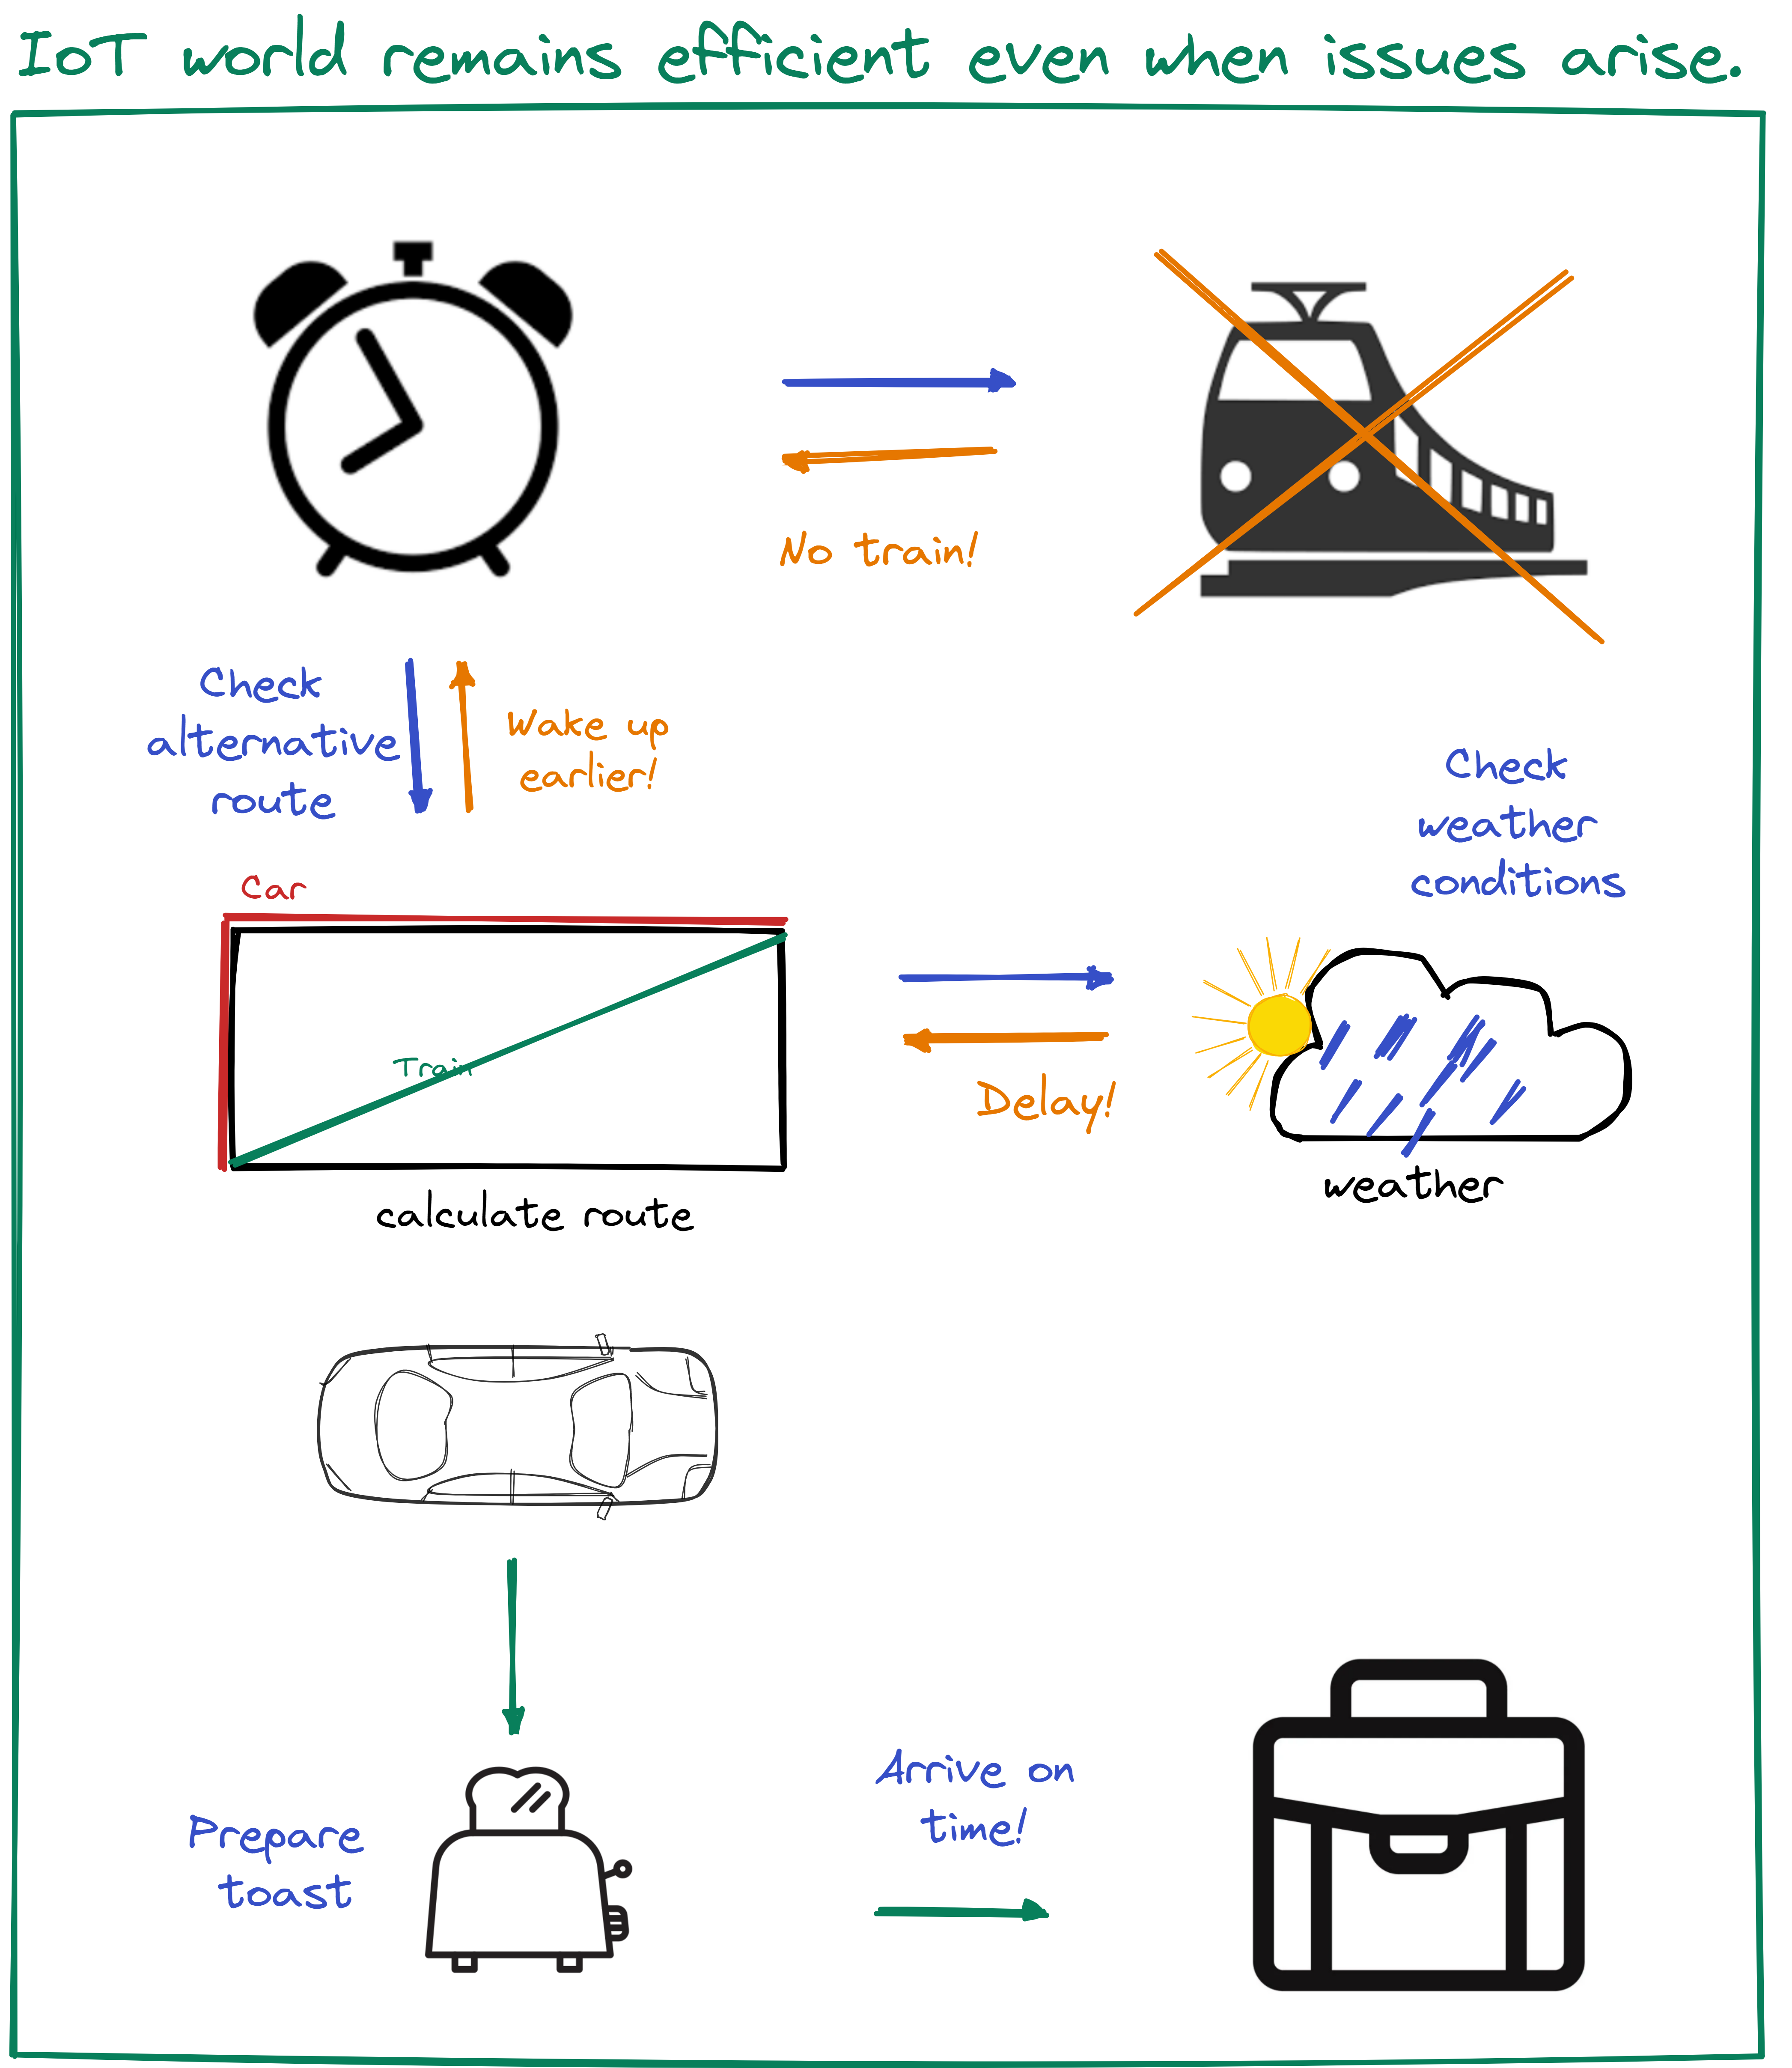 IoT world remains efficient even when issues arise.
No train!
Check
alternative
route
Wake up
earlier!
Check
weather
conditions
Car
Train
Delay!
calculate route
weather
Prepare
toast
Arrive on
time!